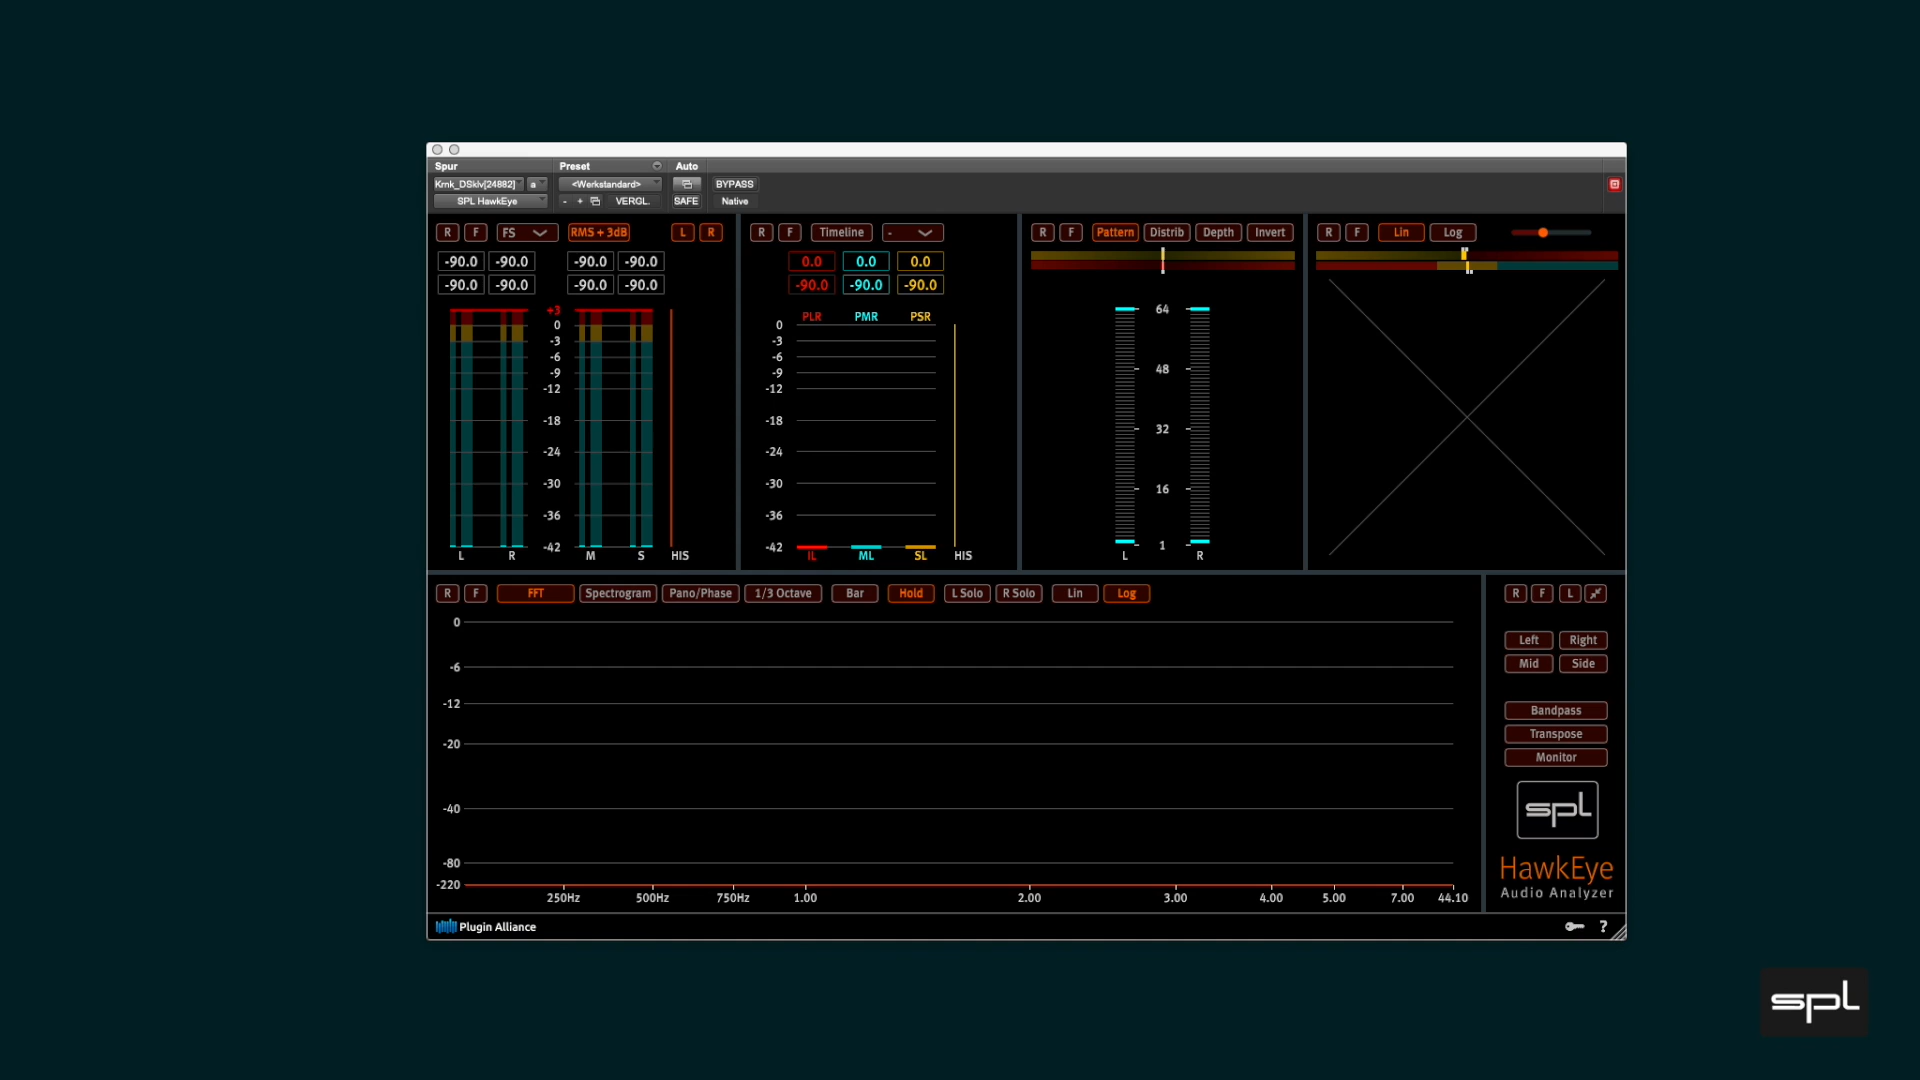 Spur Preset Auto
Krnk_DSklv[24882] a <Werkstandard> BYPASS
SPL HawkEye - + VERGL. SAFE Native
R F FS RMS + 3dB L R
-90.0 -90.0 -90.0 -90.0
-90.0 -90.0 -90.0 -90.0
+3
0
-3
-6
-9
-12
-18
-24
-30
-36
-42
L R M S HIS
R F Timeline -
0.0 0.0 0.0
-90.0 -90.0 -90.0
PLR PMR PSR
0
-3
-6
-9
-12
-18
-24
-30
-36
-42
IL ML SL HIS
R F Pattern Distrib Depth Invert
64
48
32
16
1
L R
R F Lin Log
R F FFT Spectrogram Pano/Phase 1/3 Octave Bar Hold L Solo R Solo Lin Log
0
-6
-12
-20
-40
-80
-220
250Hz 500Hz 750Hz 1.00 2.00 3.00 4.00 5.00 7.00 44.10
R F L
Left Right
Mid Side
Bandpass
Transpose
Monitor
spl
HawkEye
Audio Analyzer
Plugin Alliance ?
spl